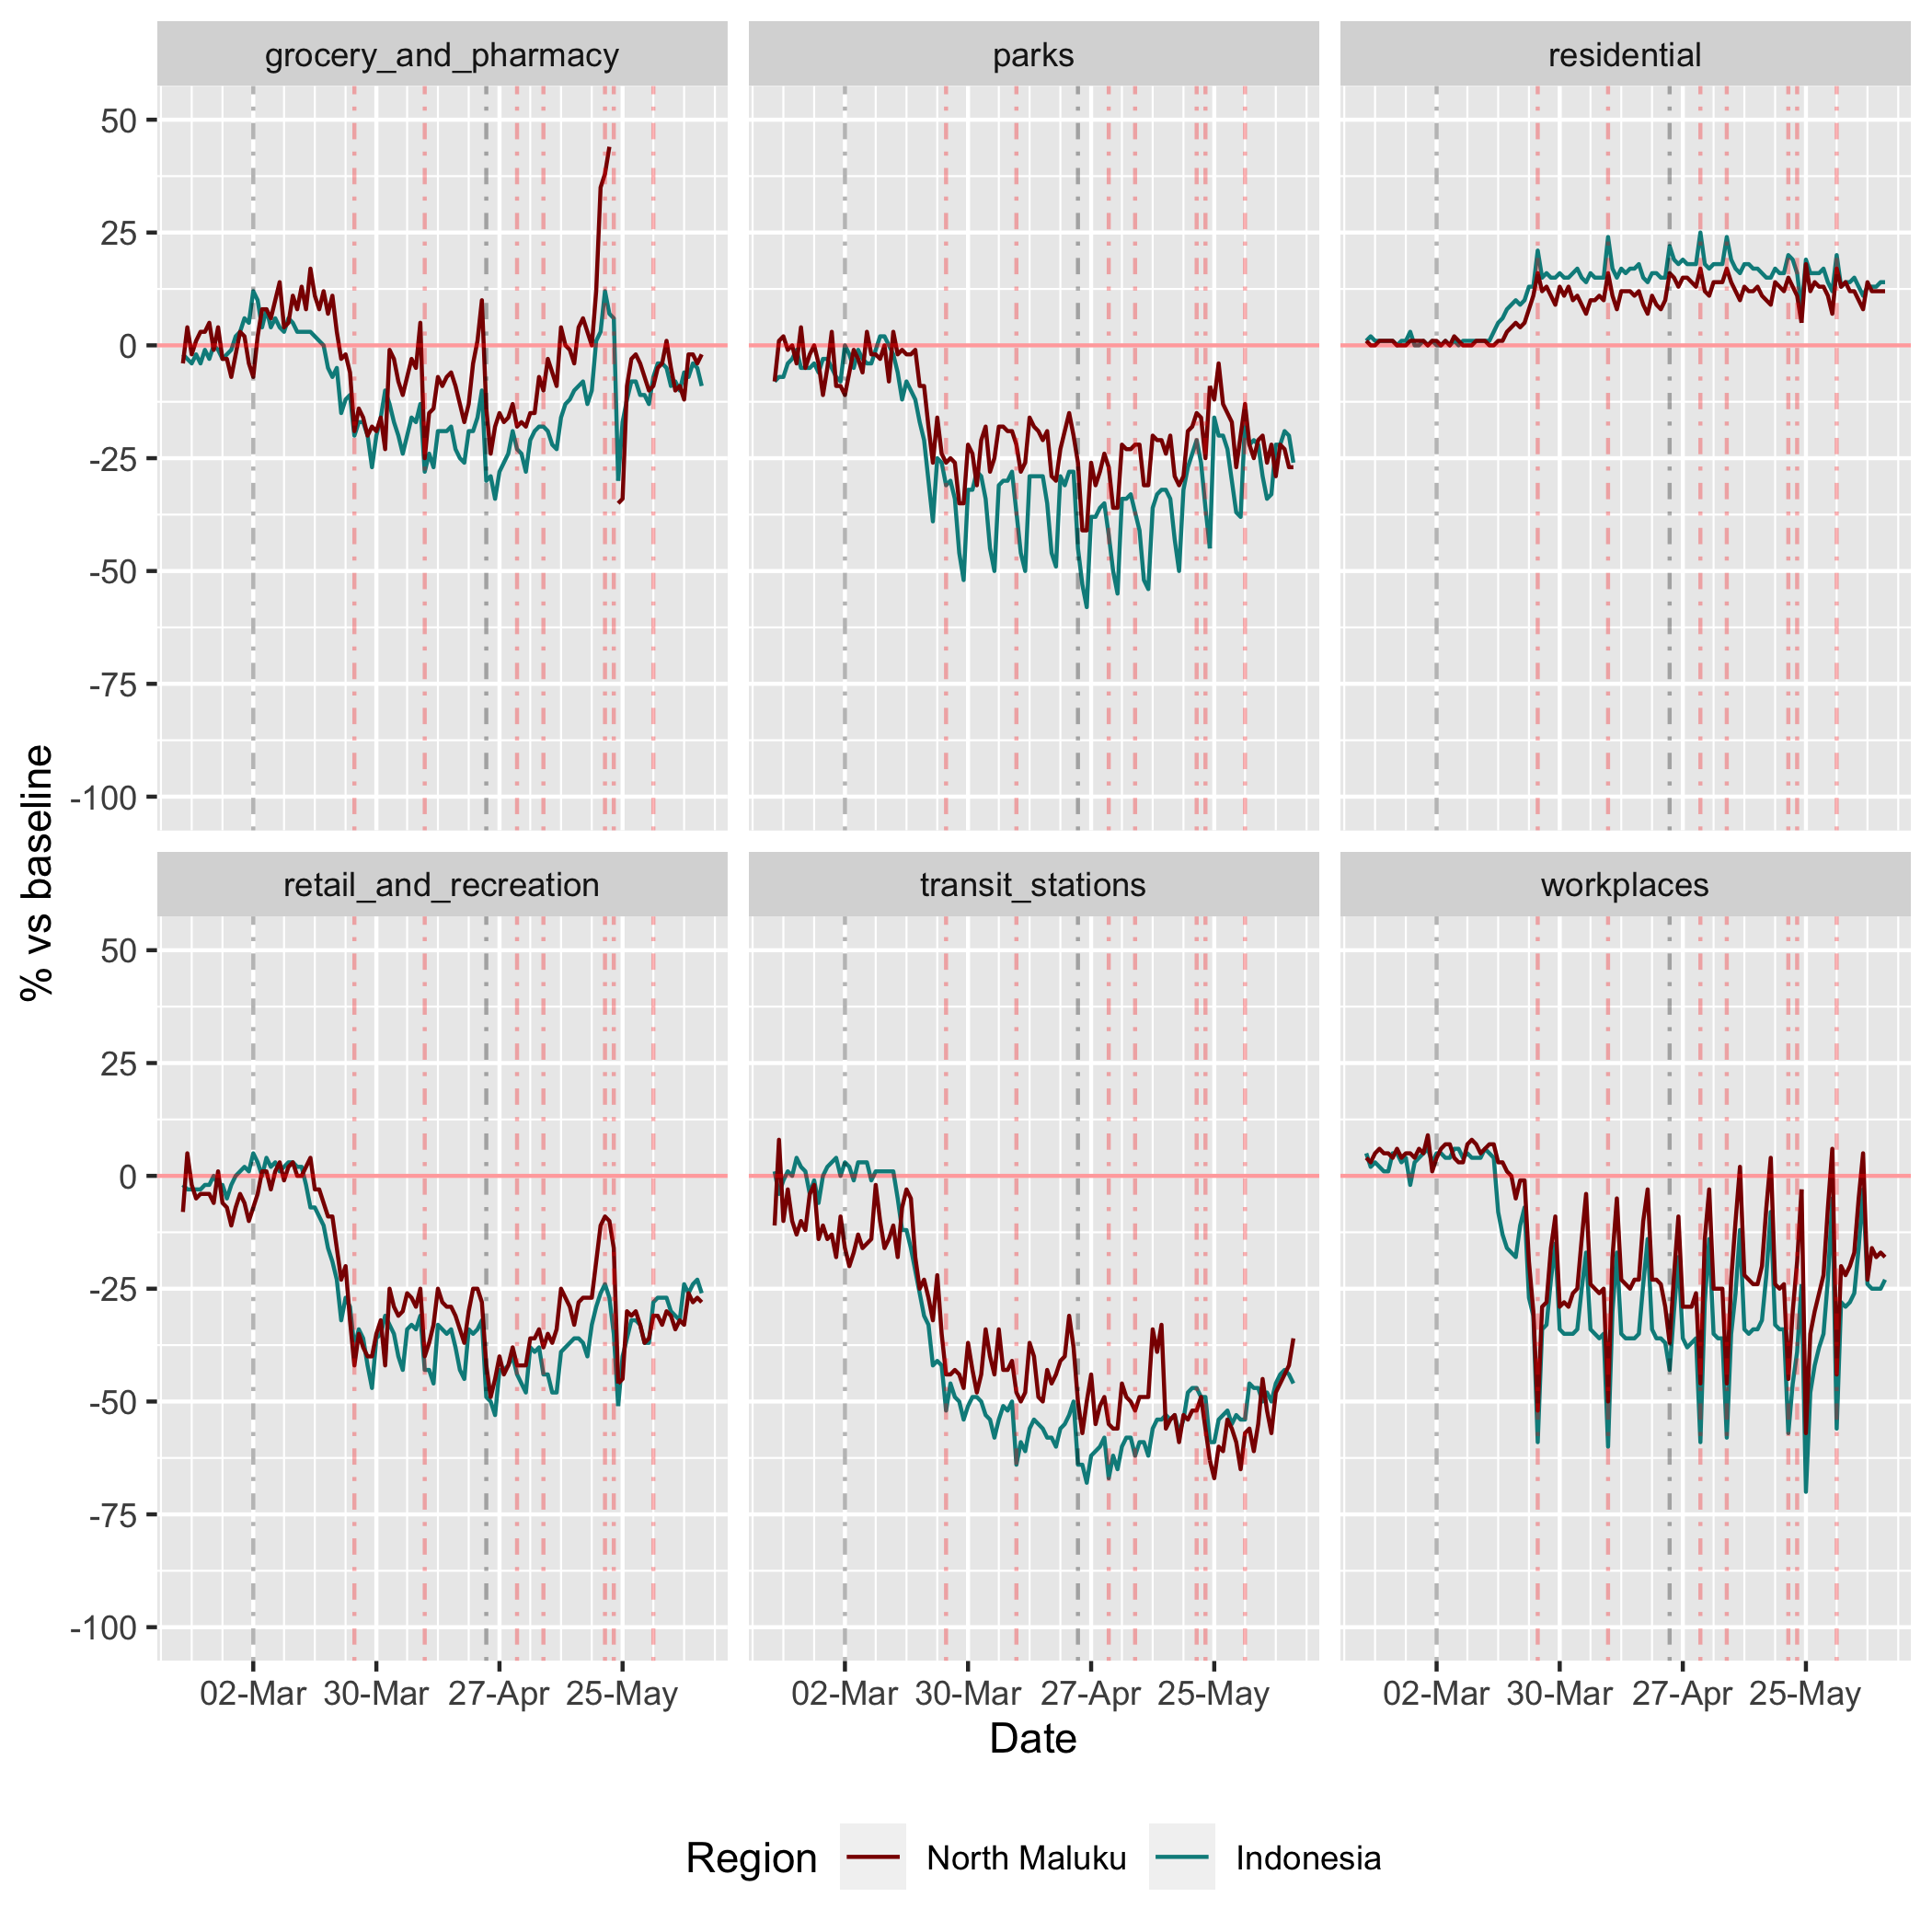 grocery_and_pharmacy parks residential
50
25
0
-25
-50
-75
-100
% vs baseline
retail_and_recreation transit_stations workplaces
50
25
0
-25
-50
-75
-100
02-Mar 30-Mar 27-Apr 25-May 02-Mar 30-Mar 27-Apr 25-May 02-Mar 30-Mar 27-Apr 25-May
Date
Region North Maluku Indonesia